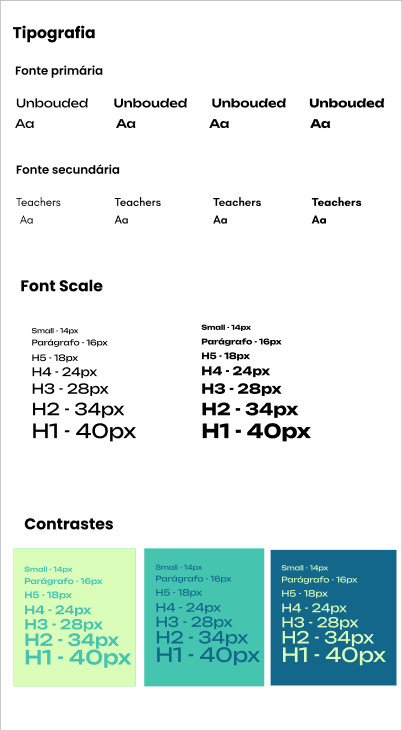 Tipografia
Fonte primária
Unbouded Unbouded Unbouded Unbouded
Aa Aa Aa Aa
Fonte secundária
Teachers Teachers Teachers Teachers
Aa Aa Aa Aa
Font Scale
Small - 14px
Parágrafo - 16px
H5 - 18px
H4 - 24px
H3 - 28px
H2 - 34px
H1 - 40px
Small - 14px
Parágrafo - 16px
H5 - 18px
H4 - 24px
H3 - 28px
H2 - 34px
H1 - 40px
Contrastes
Small - 14px
Parágrafo - 16px
H5 - 18px
H4 - 24px
H3 - 28px
H2 - 34px
H1 - 40px
Small - 14px
Parágrafo - 16px
H5 - 18px
H4 - 24px
H3 - 28px
H2 - 34px
H1 - 40px
Small - 14px
Parágrafo - 16px
H5 - 18px
H4 - 24px
H3 - 28px
H2 - 34px
H1 - 40px